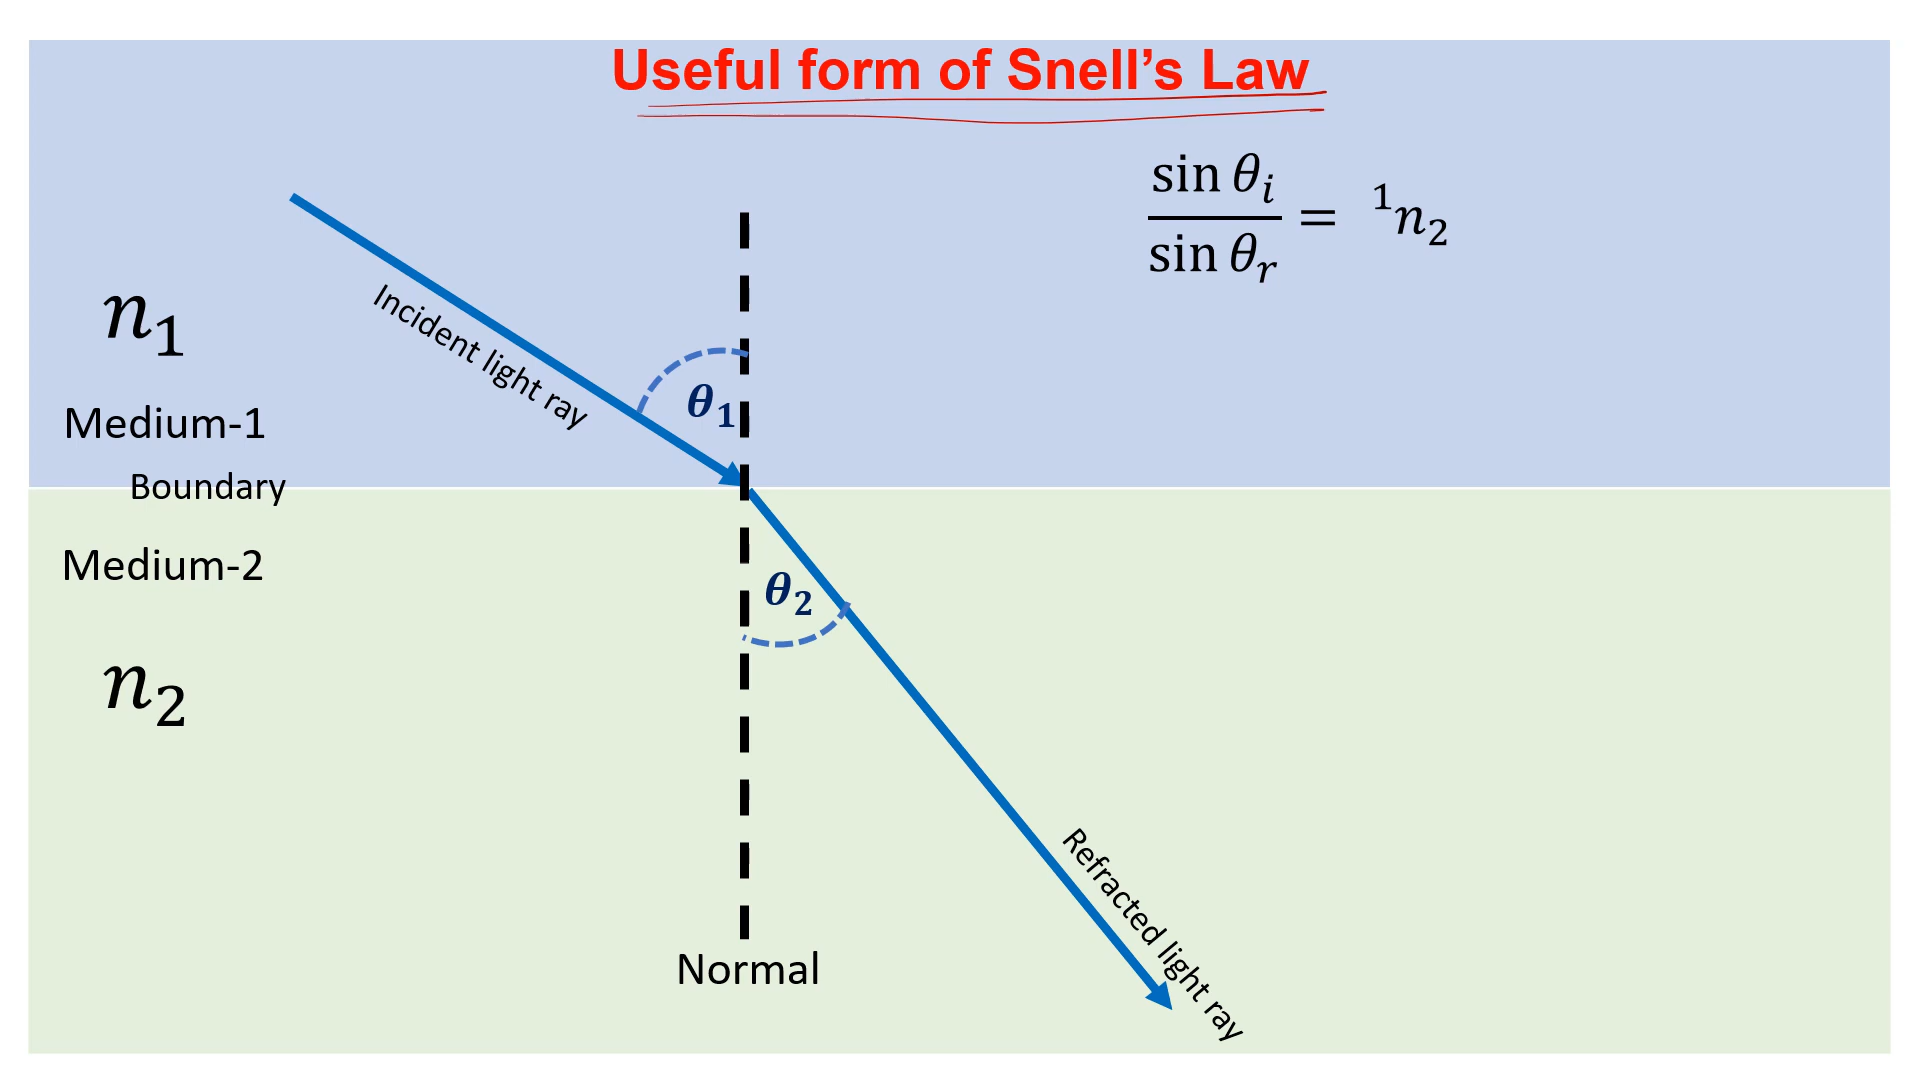 Useful form of Snell’s Law
sin θᵢ
sin θᵣ
= ¹n₂
n₁
Incident light ray
θ₁
Medium-1
Boundary
Medium-2
θ₂
n₂
Refracted light ray
Normal